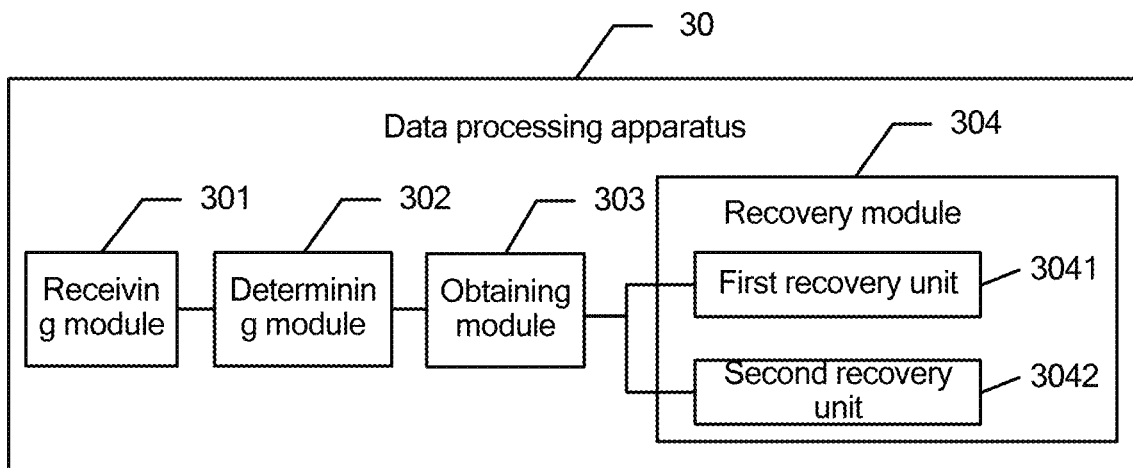 30
Data processing apparatus
304
301
302
303
Recovery module
Receivin
g module
Determinin
g module
Obtaining
module
First recovery unit
3041
Second recovery
unit
3042